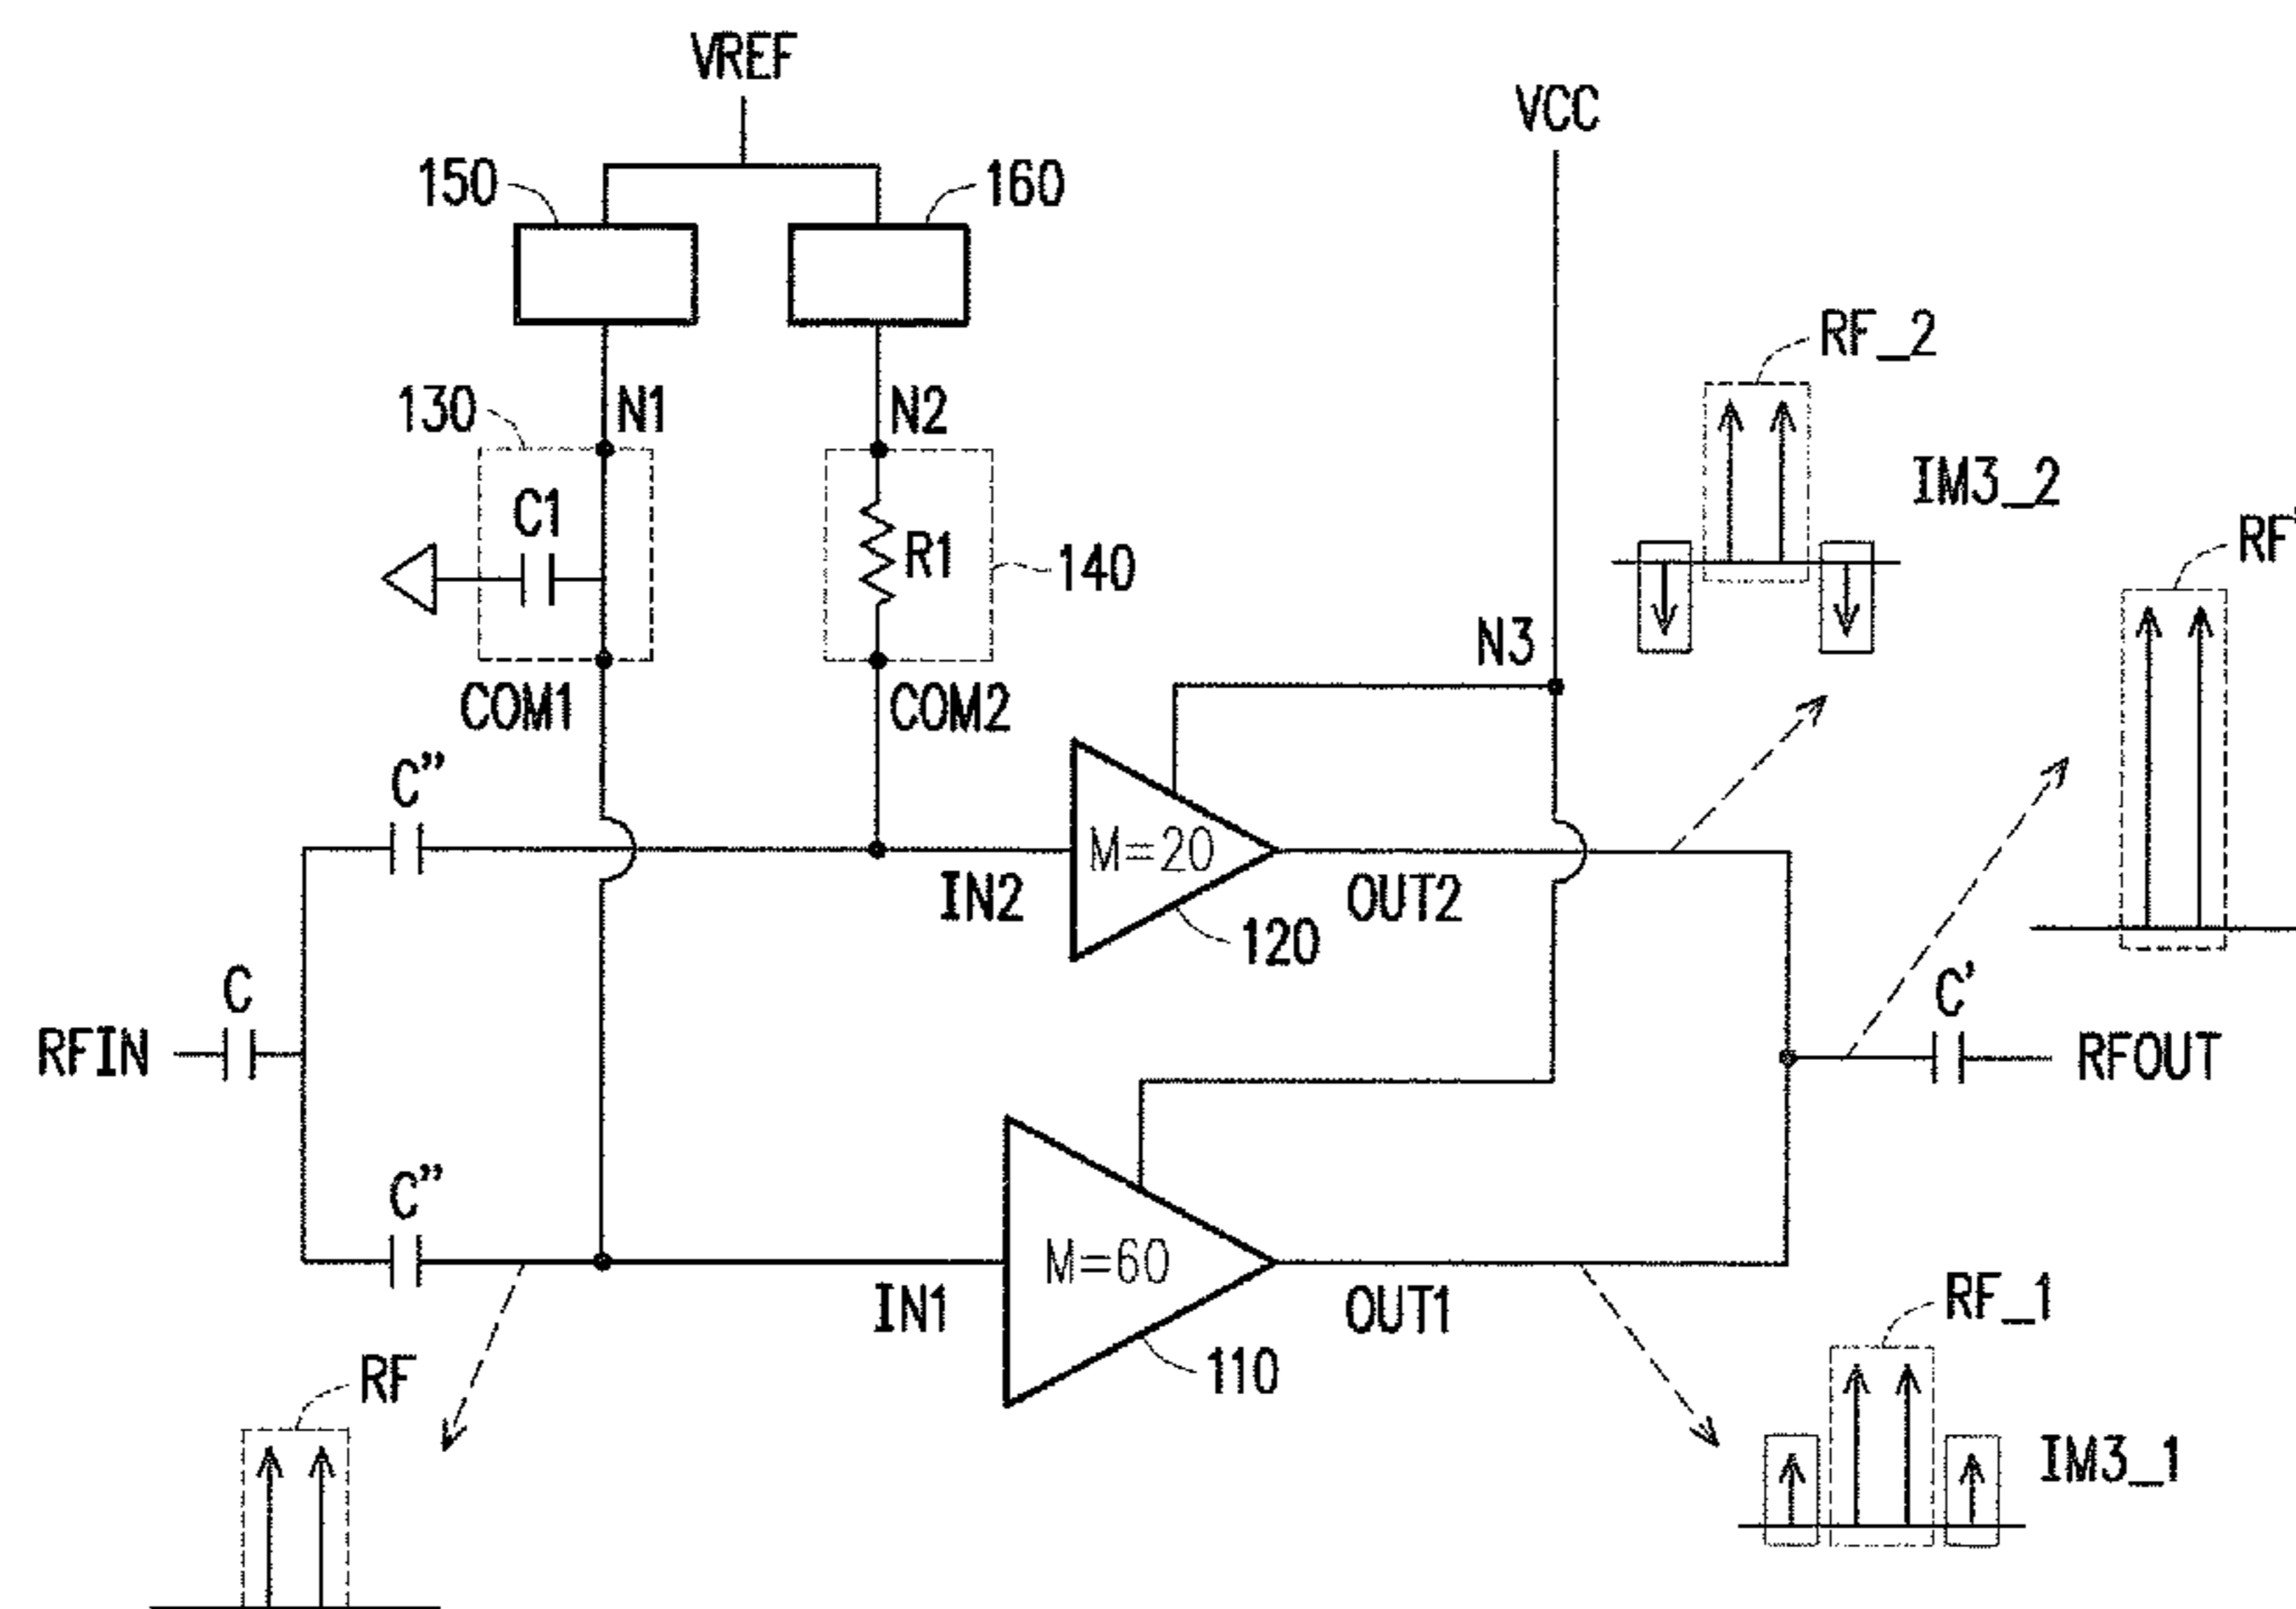 VREF
VCC
150
160
RF_2
130
N1
N2
IM3_2
C1
R1
140
RF
N3
COM1
COM2
C"
M=20
IN2
OUT2
120
C
C'
RFIN
RFOUT
C"
M=60
IN1
OUT1
110
RF_1
RF
IM3_1